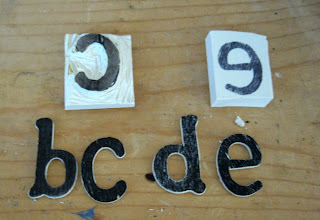 ɔ ɘ
bcde